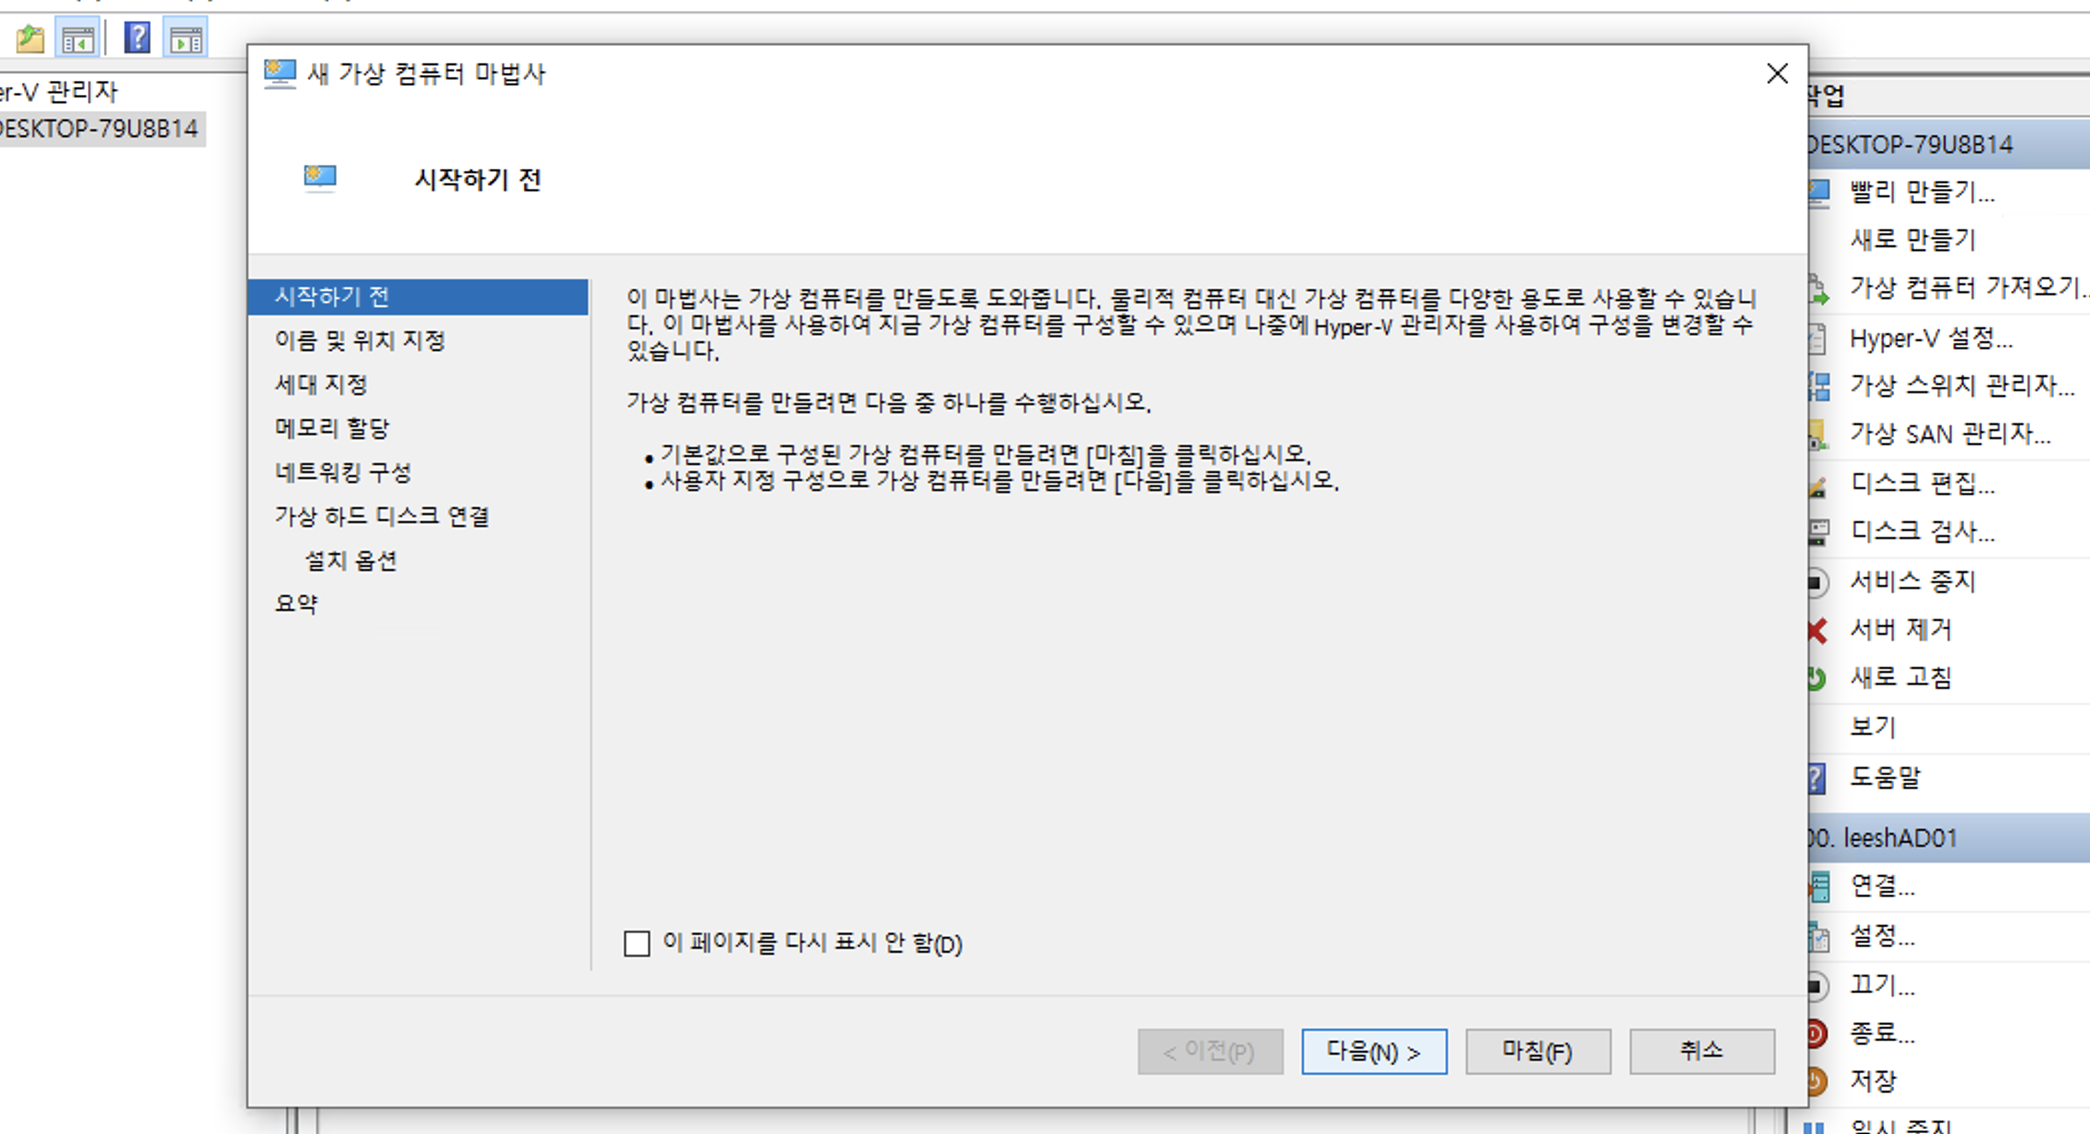 er-V 관리자
DESKTOP-79U8B14
새 가상 컴퓨터 마법사
시작하기 전
시작하기 전
이름 및 위치 지정
세대 지정
메모리 할당
네트워킹 구성
가상 하드 디스크 연결
설치 옵션
요약
이 마법사는 가상 컴퓨터를 만들도록 도와줍니다. 물리적 컴퓨터 대신 가상 컴퓨터를 다양한 용도로 사용할 수 있습니
다. 이 마법사를 사용하여 지금 가상 컴퓨터를 구성할 수 있으며 나중에 Hyper-V 관리자를 사용하여 구성을 변경할 수
있습니다.
가상 컴퓨터를 만들려면 다음 중 하나를 수행하십시오.
• 기본값으로 구성된 가상 컴퓨터를 만들려면 [마침]을 클릭하십시오.
• 사용자 지정 구성으로 가상 컴퓨터를 만들려면 [다음]을 클릭하십시오.
이 페이지를 다시 표시 안 함(D)
< 이전(P)
다음(N) >
마침(F)
취소
작업
DESKTOP-79U8B14
빨리 만들기...
새로 만들기
가상 컴퓨터 가져오기...
Hyper-V 설정...
가상 스위치 관리자...
가상 SAN 관리자...
디스크 편집...
디스크 검사...
서비스 중지
서버 제거
새로 고침
보기
도움말
00. leeshAD01
연결...
설정...
끄기...
종료...
저장
일시 중지